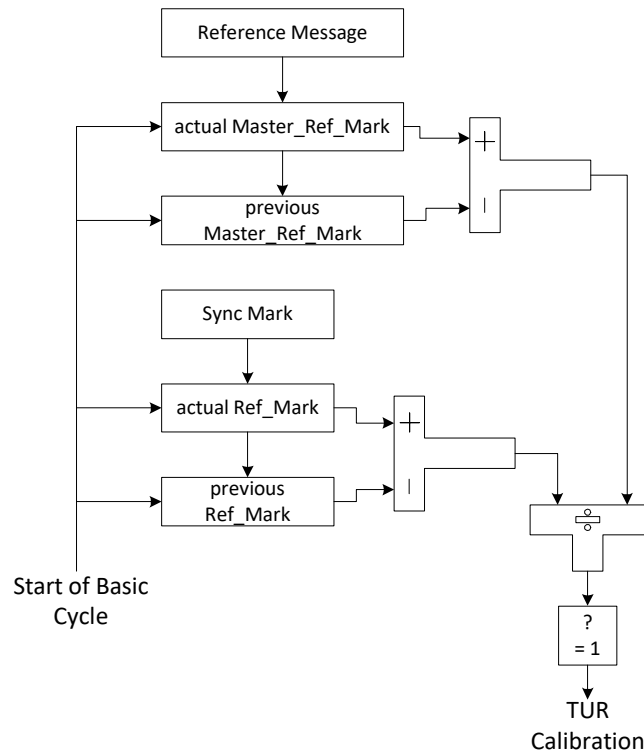 Reference Message
actual Master_Ref_Mark
+
previous
Master_Ref_Mark
−
Sync Mark
actual Ref_Mark
+
previous
Ref_Mark
−
÷
Start of Basic
Cycle
?
= 1
TUR
Calibration